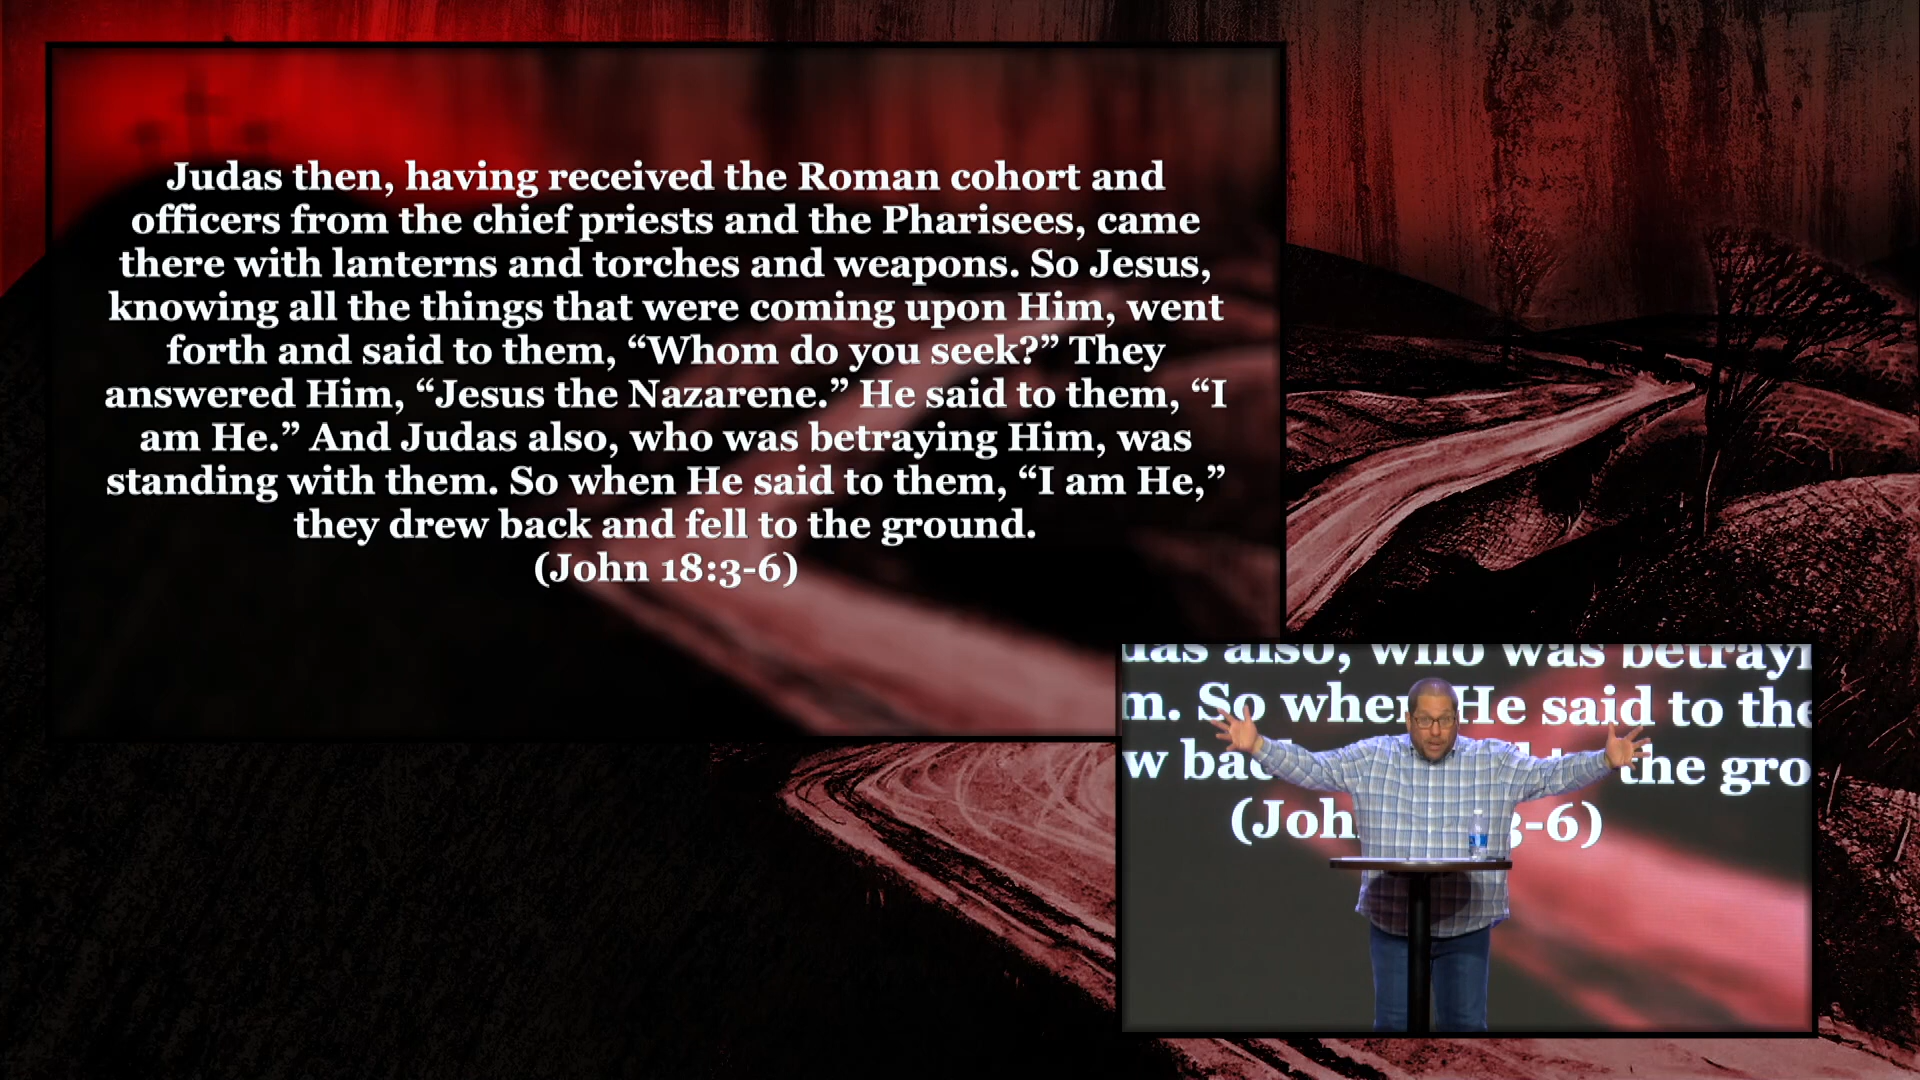 Judas then, having received the Roman cohort and
officers from the chief priests and the Pharisees, came
there with lanterns and torches and weapons. So Jesus,
knowing all the things that were coming upon Him, went
forth and said to them, “Whom do you seek?” They
answered Him, “Jesus the Nazarene.” He said to them, “I
am He.” And Judas also, who was betraying Him, was
standing with them. So when He said to them, “I am He,”
they drew back and fell to the ground.
(John 18:3-6)
also, who was
m. So when He said to the
the gro
3-6)